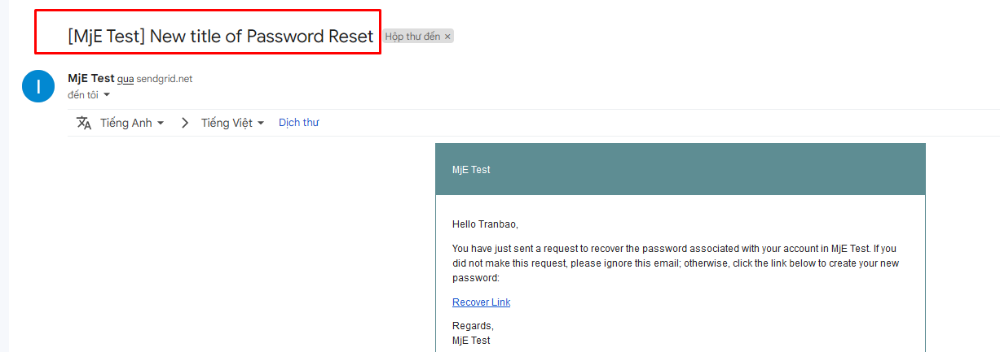 [MjE Test] New title of Password Reset Hộp thư đến ×
I
MjE Test qua sendgrid.net
đến tôi
Tiếng Anh Tiếng Việt Dịch thư
MjE Test
Hello Tranbao,
You have just sent a request to recover the password associated with your account in MjE Test. If you
did not make this request, please ignore this email; otherwise, click the link below to create your new
password:
Recover Link
Regards,
MjE Test